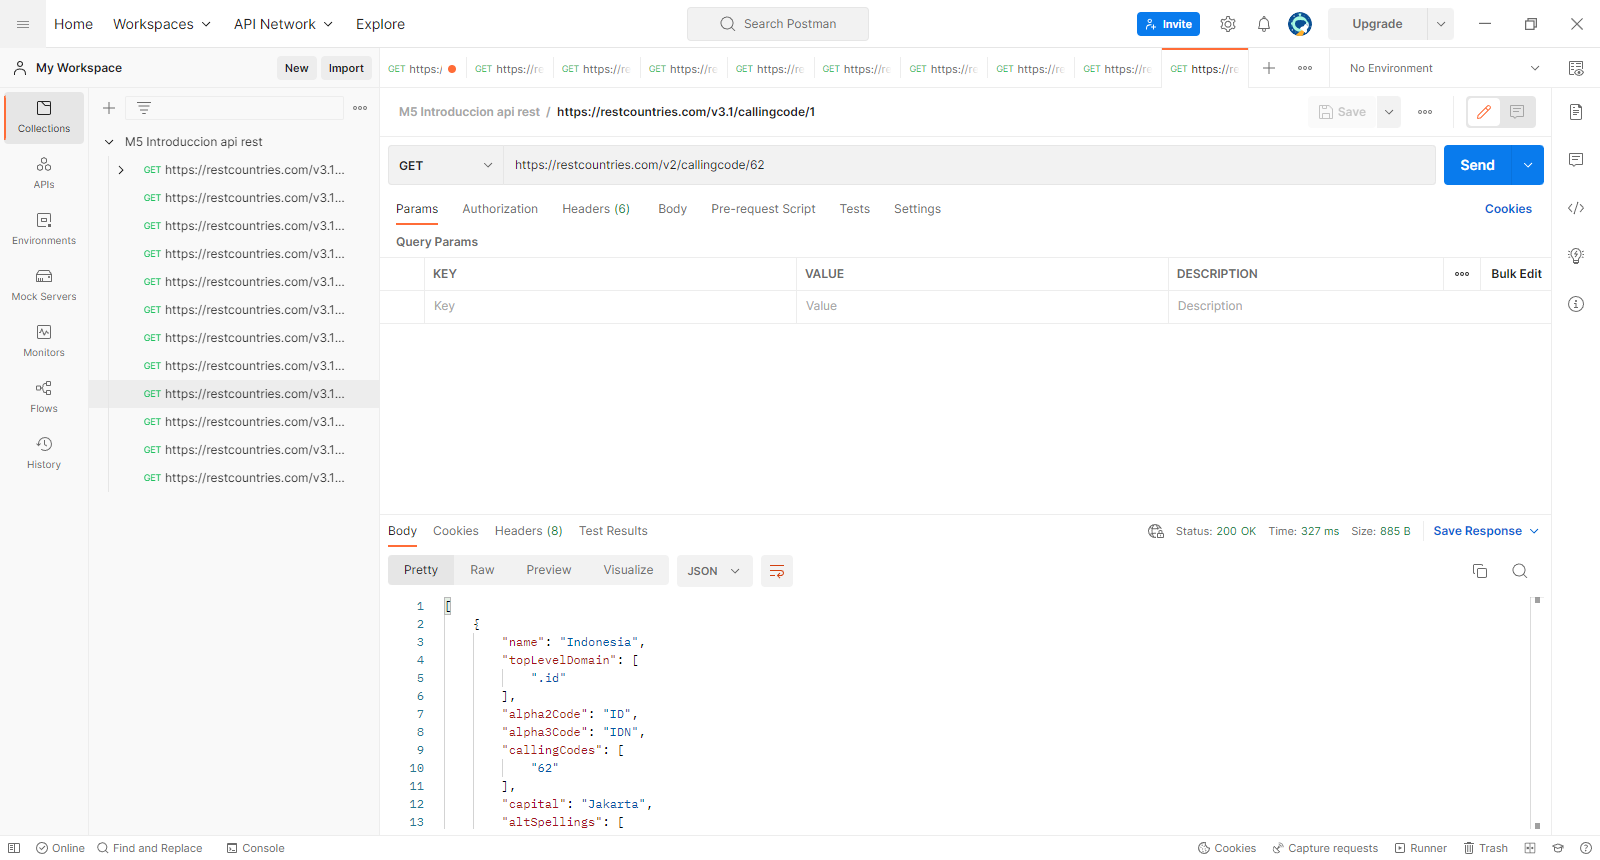 Home Workspaces API Network Explore Search Postman Invite Upgrade
My Workspace New Import GET https:/ GET https://re GET https://re GET https://re GET https://re GET https://re GET https://re GET https://re GET https://re GET https://re No Environment
M5 Introduccion api rest / https://restcountries.com/v3.1/callingcode/1 Save
Collections
APIs
Environments
Mock Servers
Monitors
Flows
History
M5 Introduccion api rest
GET https://restcountries.com/v3.1...
GET https://restcountries.com/v3.1...
GET https://restcountries.com/v3.1...
GET https://restcountries.com/v3.1...
GET https://restcountries.com/v3.1...
GET https://restcountries.com/v3.1...
GET https://restcountries.com/v3.1...
GET https://restcountries.com/v3.1...
GET https://restcountries.com/v3.1...
GET https://restcountries.com/v3.1...
GET https://restcountries.com/v3.1...
GET https://restcountries.com/v3.1...
GET https://restcountries.com/v2/callingcode/62 Send
Params Authorization Headers (6) Body Pre-request Script Tests Settings Cookies
Query Params
KEY VALUE DESCRIPTION Bulk Edit
Key Value Description
Body Cookies Headers (8) Test Results Status: 200 OK Time: 327 ms Size: 885 B Save Response
Pretty Raw Preview Visualize JSON
1 [
2 {
3 "name": "Indonesia",
4 "topLevelDomain": [
5 ".id"
6 ],
7 "alpha2Code": "ID",
8 "alpha3Code": "IDN",
9 "callingCodes": [
10 "62"
11 ],
12 "capital": "Jakarta",
13 "altSpellings": [
Online Find and Replace Console Cookies Capture requests Runner Trash